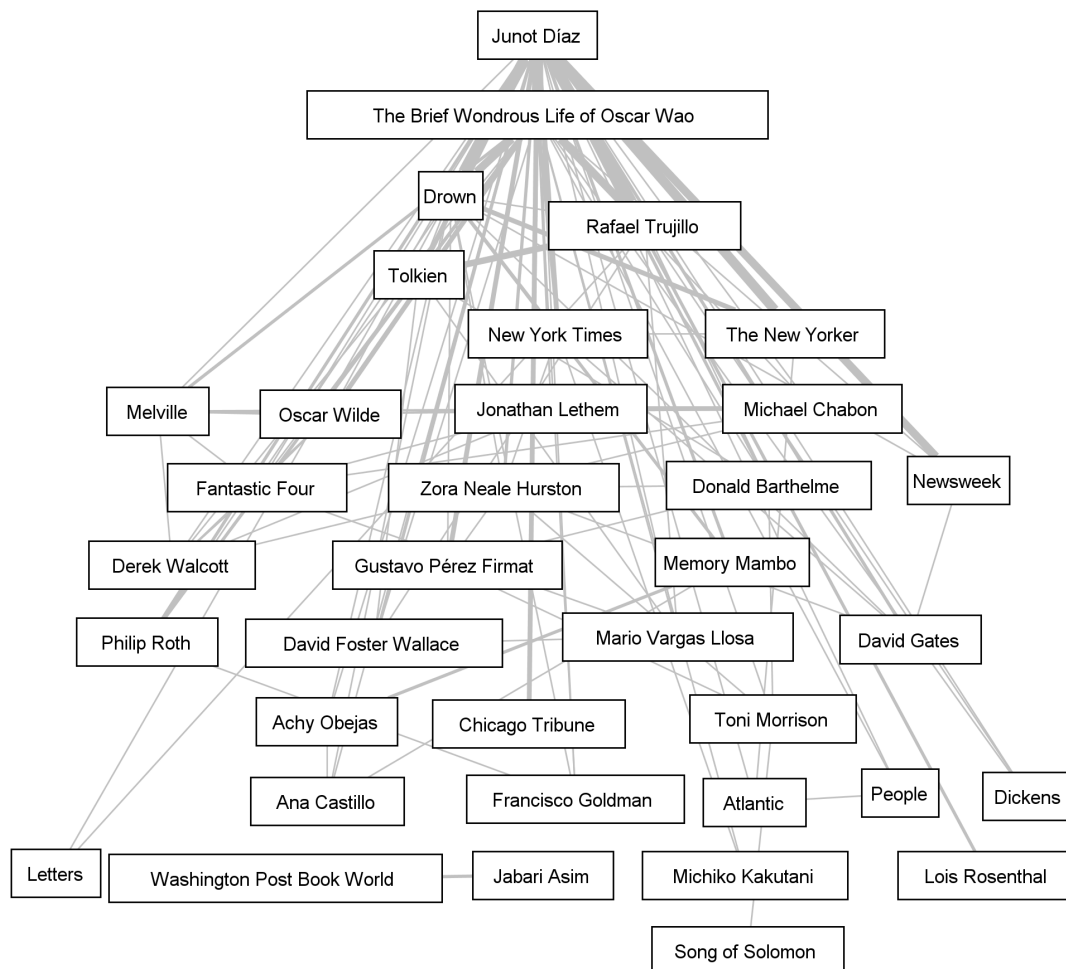 Junot Díaz
The Brief Wondrous Life of Oscar Wao
Drown
Rafael Trujillo
Tolkien
New York Times
The New Yorker
Melville
Oscar Wilde
Jonathan Lethem
Michael Chabon
Fantastic Four
Zora Neale Hurston
Donald Barthelme
Newsweek
Derek Walcott
Gustavo Pérez Firmat
Memory Mambo
Philip Roth
David Foster Wallace
Mario Vargas Llosa
David Gates
Achy Obejas
Chicago Tribune
Toni Morrison
Ana Castillo
Francisco Goldman
Atlantic
People
Dickens
Letters
Washington Post Book World
Jabari Asim
Michiko Kakutani
Lois Rosenthal
Song of Solomon